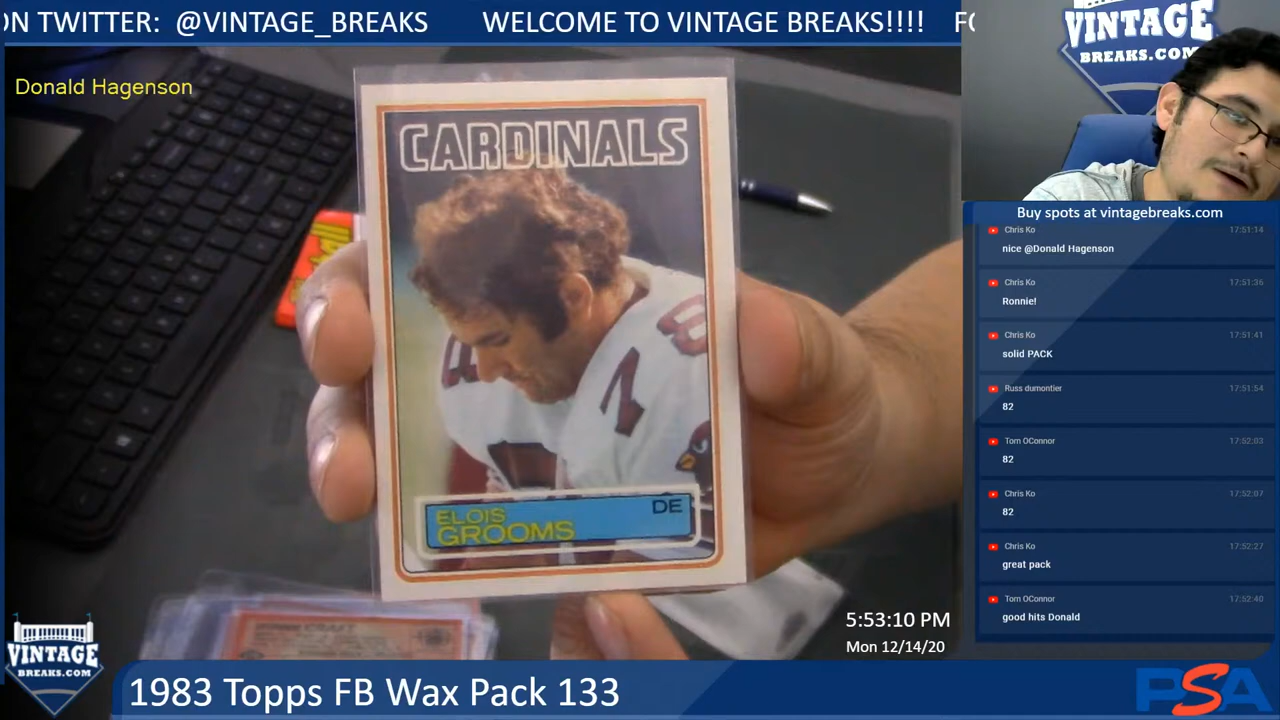 ON TWITTER: @VINTAGE_BREAKS WELCOME TO VINTAGE BREAKS!!!!
VINTAGE
BREAKS.COM
Donald Hagenson
CARDINALS
78
ELOIS
GROOMS
DE
Buy spots at vintagebreaks.com
Chris Ko 17:51:14
nice @Donald Hagenson
Chris Ko 17:51:36
Ronnie!
Chris Ko 17:51:41
solid PACK
Russ dumontier 17:51:54
82
Tom OConnor 17:52:03
82
Chris Ko 17:52:07
82
Chris Ko 17:52:27
great pack
Tom OConnor 17:52:40
good hits Donald
5:53:10 PM
Mon 12/14/20
VINTAGE
BREAKS.COM
1983 Topps FB Wax Pack 133
PSA